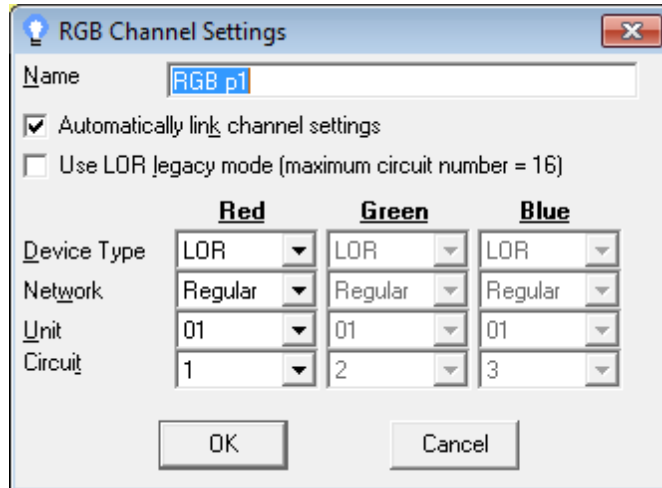 RGB Channel Settings
Name RGB p1
Automatically link channel settings
Use LOR legacy mode (maximum circuit number = 16)
Red Green Blue
Device Type LOR LOR LOR
Network Regular Regular Regular
Unit 01 01 01
Circuit 1 2 3
OK Cancel